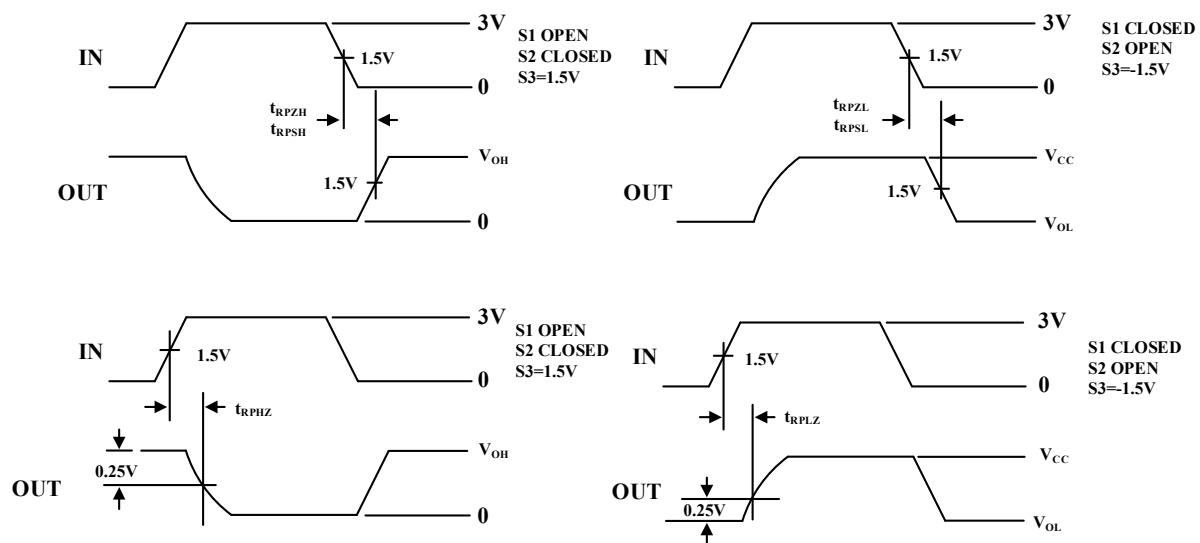 IN
3V
1.5V
0
S1 OPEN
S2 CLOSED
S3=1.5V
tRPZH
tRPSH
OUT
VOH
1.5V
0
IN
3V
1.5V
0
S1 CLOSED
S2 OPEN
S3=-1.5V
tRPZL
tRPSL
OUT
VCC
1.5V
VOL
IN
3V
1.5V
0
S1 OPEN
S2 CLOSED
S3=1.5V
tRPHZ
OUT
0.25V
VOH
0
IN
3V
1.5V
0
S1 CLOSED
S2 OPEN
S3=-1.5V
tRPLZ
OUT
0.25V
VCC
VOL